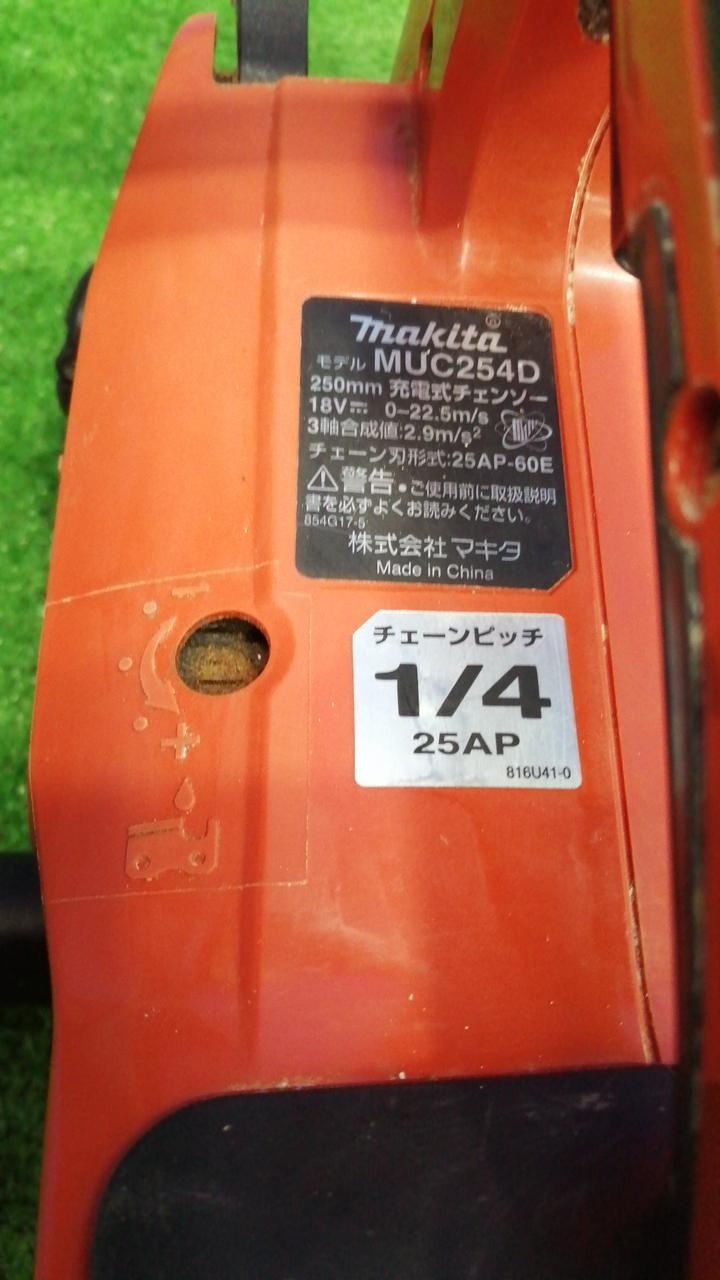 makita®
モデル MUC254D
250mm 充電式チェンソー
18V⎓ 0-22.5m/s
3軸合成値:2.9m/s²
チェーン刃形式:25AP-60E
⚠警告・ご使用前に取扱説明
書を必ずよくお読みください。
854G17-5
株式会社マキタ
Made in China
チェーンピッチ
1/4
25AP
816U41-0